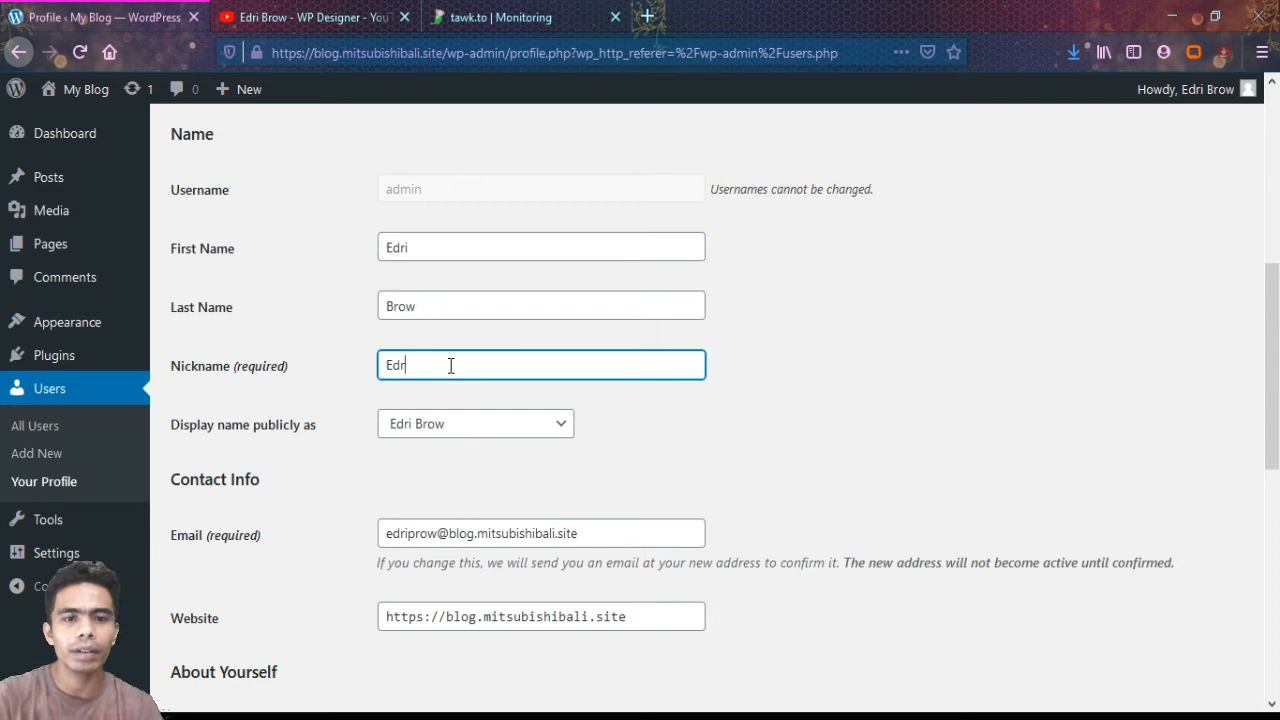 Profile ‹ My Blog — WordPress
Edri Brow - WP Designer - You
tawk.to | Monitoring
https://blog.mitsubishibali.site/wp-admin/profile.php?wp_http_referer=%2Fwp-admin%2Fusers.php
My Blog
1
0
New
Howdy, Edri Brow
Dashboard
Posts
Media
Pages
Comments
Appearance
Plugins
Users
All Users
Add New
Your Profile
Tools
Settings
Name
Username
admin
Usernames cannot be changed.
First Name
Edri
Last Name
Brow
Nickname (required)
Edr
Display name publicly as
Edri Brow
Contact Info
Email (required)
edriprow@blog.mitsubishibali.site
If you change this, we will send you an email at your new address to confirm it. The new address will not become active until confirmed.
Website
https://blog.mitsubishibali.site
About Yourself